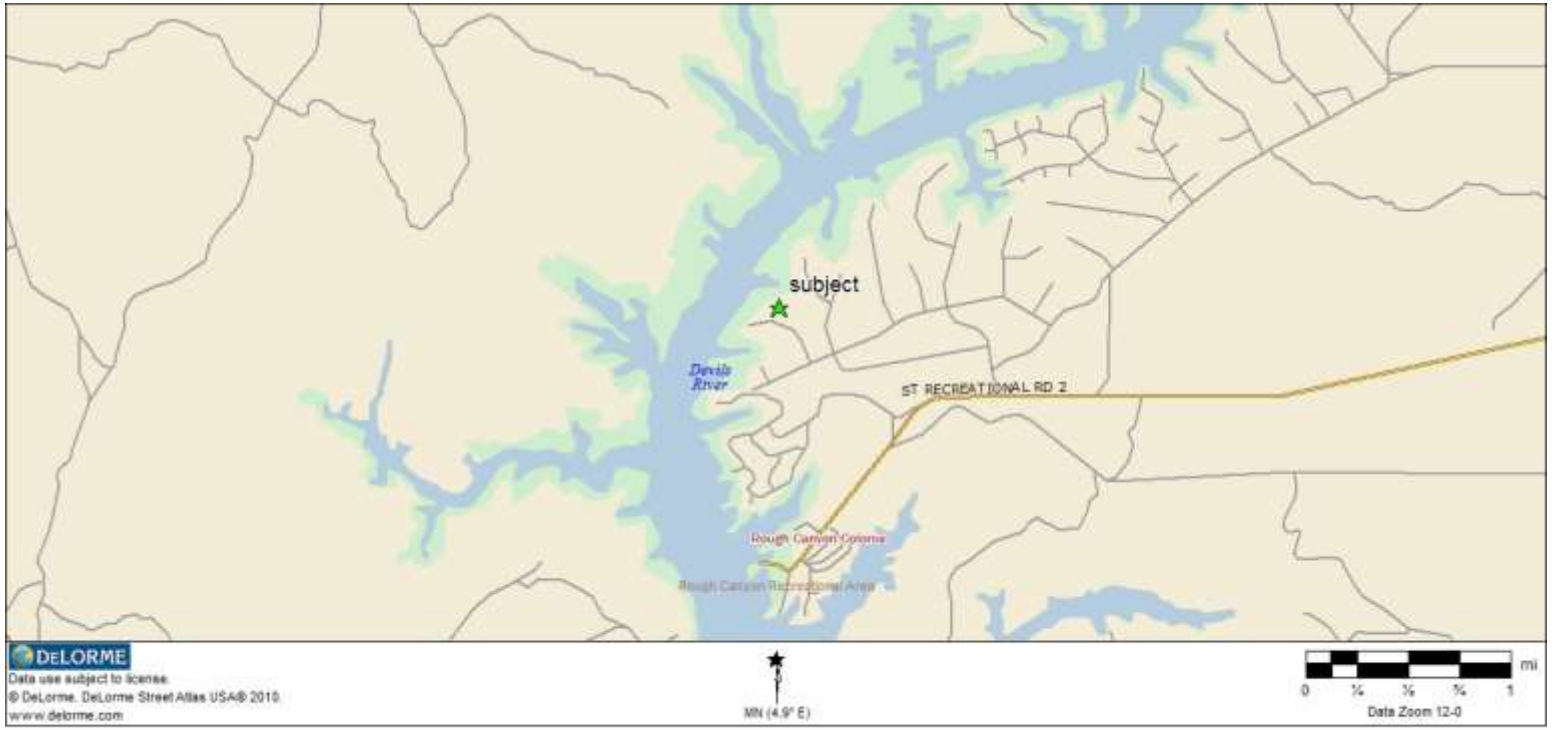 subject
Devils
River
ST RECREATIONAL RD 2
Rough Canyon Colonia
Rough Canyon Recreational Area
DELORME
Data use subject to license.
© DeLorme. DeLorme Street Atlas USA® 2010.
www.delorme.com
MN (4.9° E)
mi
0 ¼ ½ ¾ 1
Data Zoom 12-0